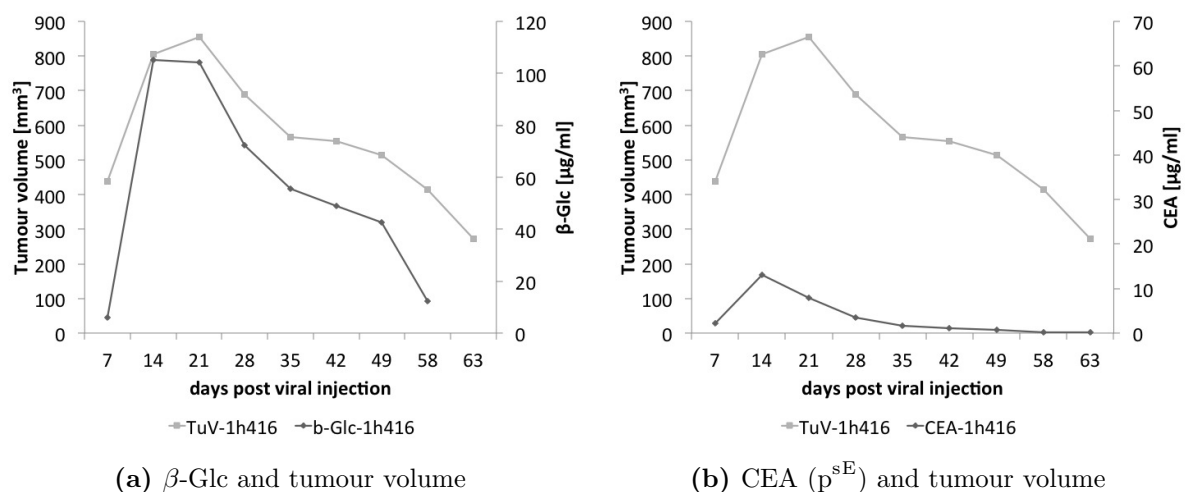 900
800
700
600
500
400
300
200
100
0
Tumour volume [mm³]
120
100
80
60
40
20
0
β-Glc [µg/ml]
7 14 21 28 35 42 49 58 63
days post viral injection
TuV-1h416 b-Glc-1h416
(a) β-Glc and tumour volume
900
800
700
600
500
400
300
200
100
0
Tumour volume [mm³]
70
60
50
40
30
20
10
0
CEA [µg/ml]
7 14 21 28 35 42 49 58 63
days post viral injection
TuV-1h416 CEA-1h416
(b) CEA (p^sE) and tumour volume